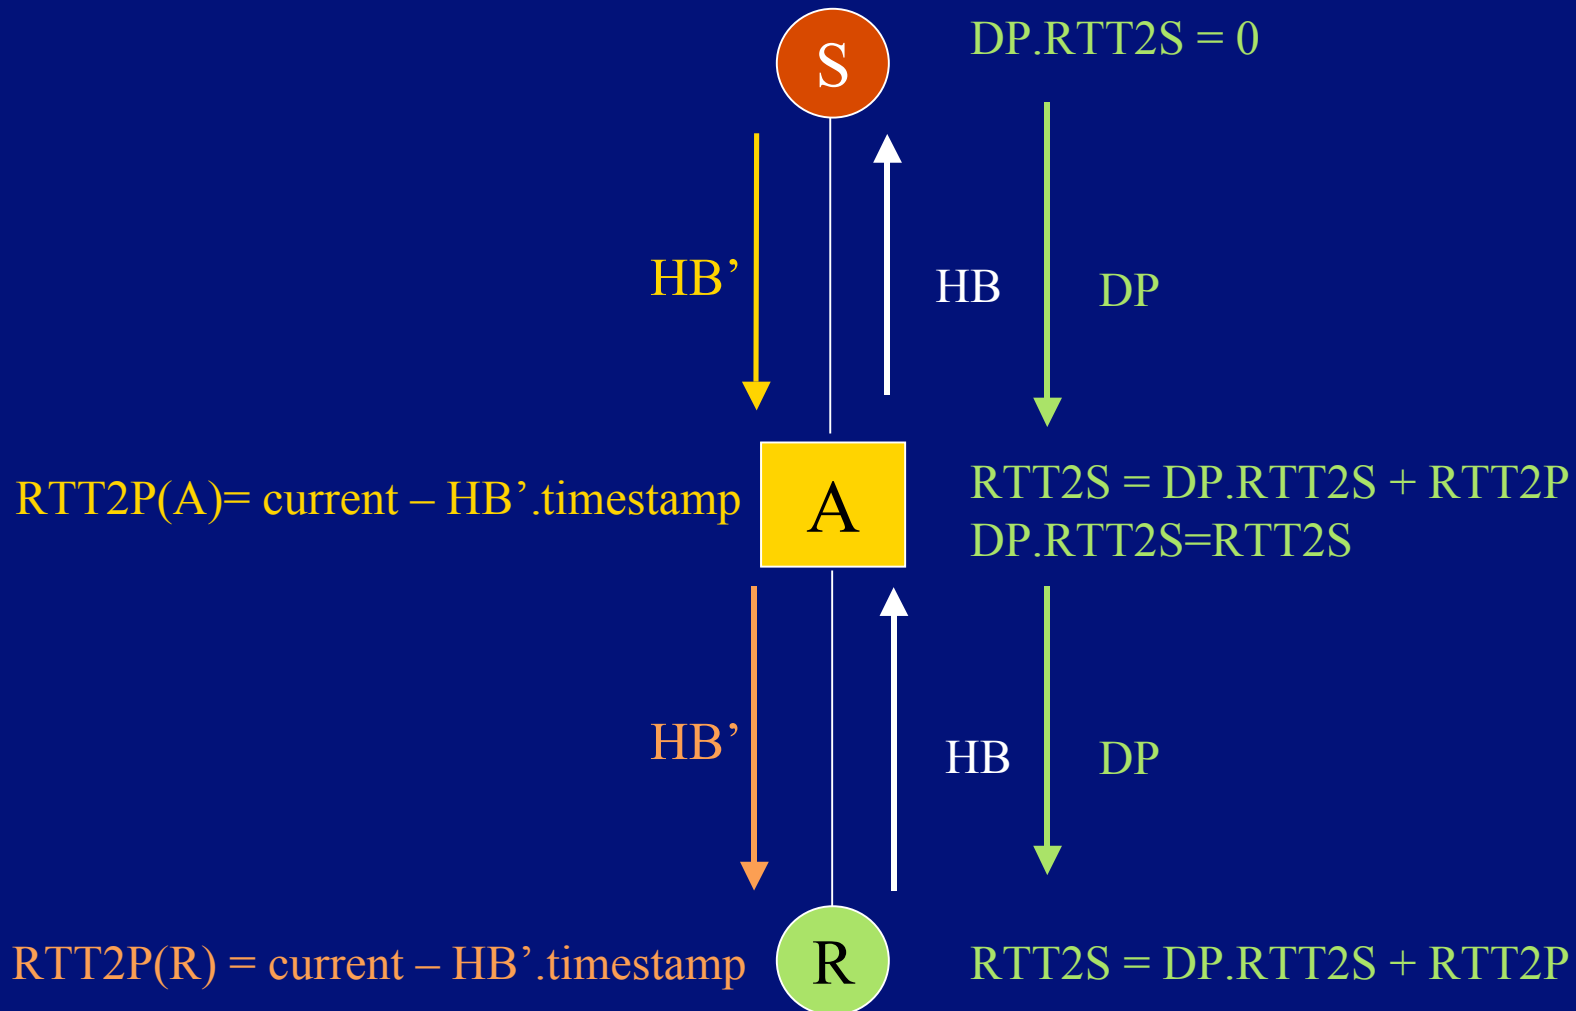 S
DP.RTT2S = 0
HB’
HB
DP
RTT2P(A)= current – HB’.timestamp
A
RTT2S = DP.RTT2S + RTT2P
DP.RTT2S=RTT2S
HB’
HB
DP
RTT2P(R) = current – HB’.timestamp
R
RTT2S = DP.RTT2S + RTT2P